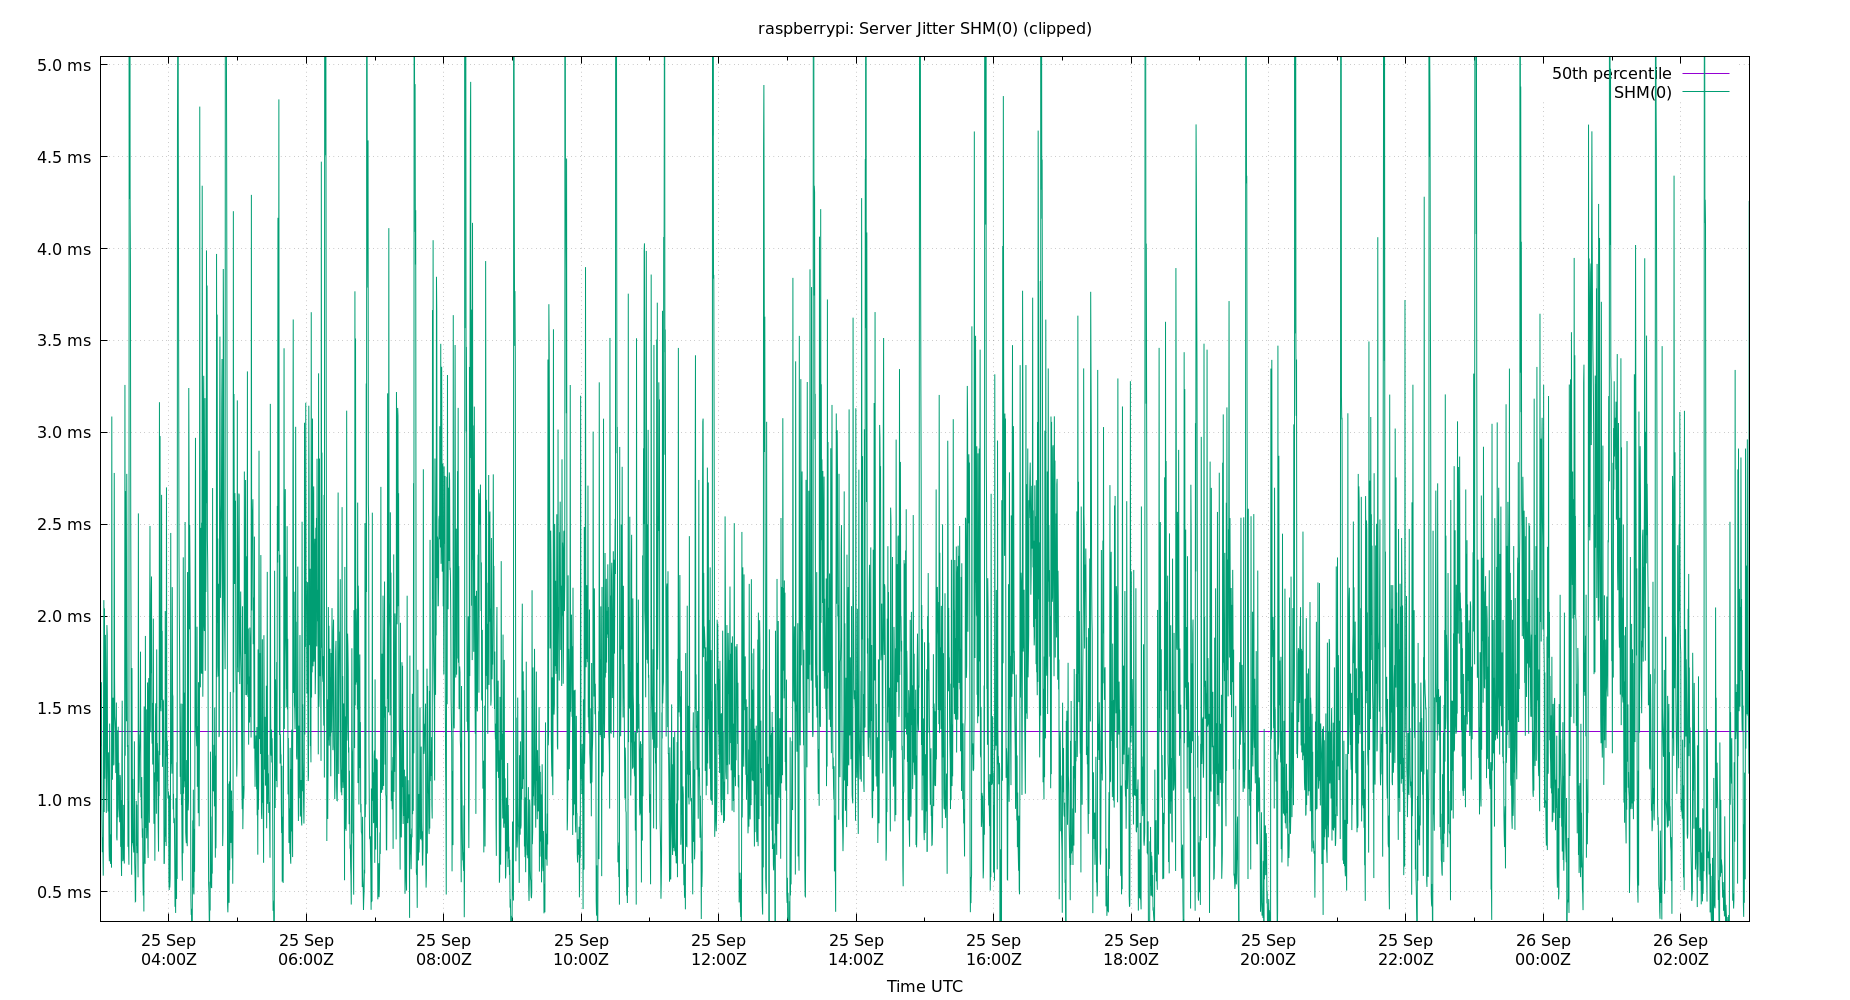 raspberrypi: Server Jitter SHM(0) (clipped)
5.0 ms
50th percentile
SHM(0)
4.5 ms
4.0 ms
3.5 ms
3.0 ms
2.5 ms
2.0 ms
1.5 ms
1.0 ms
0.5 ms
25 Sep 25 Sep 25 Sep 25 Sep 25 Sep 25 Sep 25 Sep 25 Sep 25 Sep 25 Sep 26 Sep 26 Sep
04:00Z 06:00Z 08:00Z 10:00Z 12:00Z 14:00Z 16:00Z 18:00Z 20:00Z 22:00Z 00:00Z 02:00Z
Time UTC